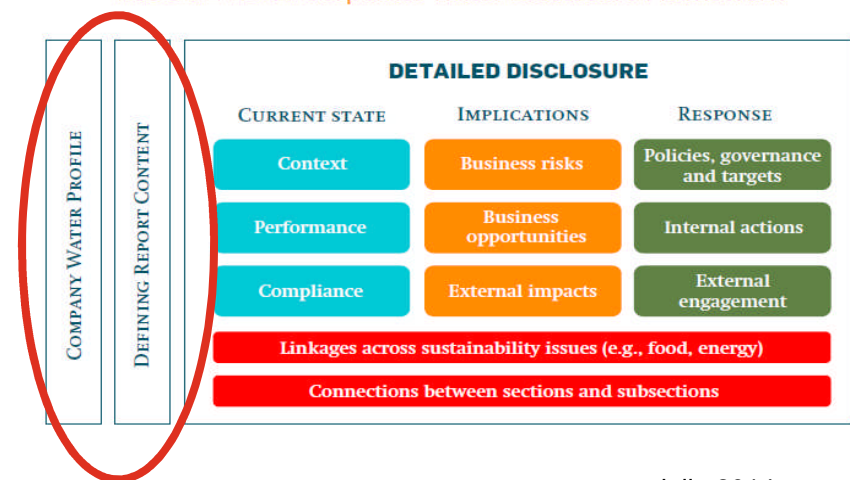 COMPANY WATER PROFILE
DEFINING REPORT CONTENT
DETAILED DISCLOSURE
CURRENT STATE
IMPLICATIONS
RESPONSE
Context
Business risks
Policies, governance
and targets
Performance
Business
opportunities
Internal actions
Compliance
External impacts
External
engagement
Linkages across sustainability issues (e.g., food, energy)
Connections between sections and subsections